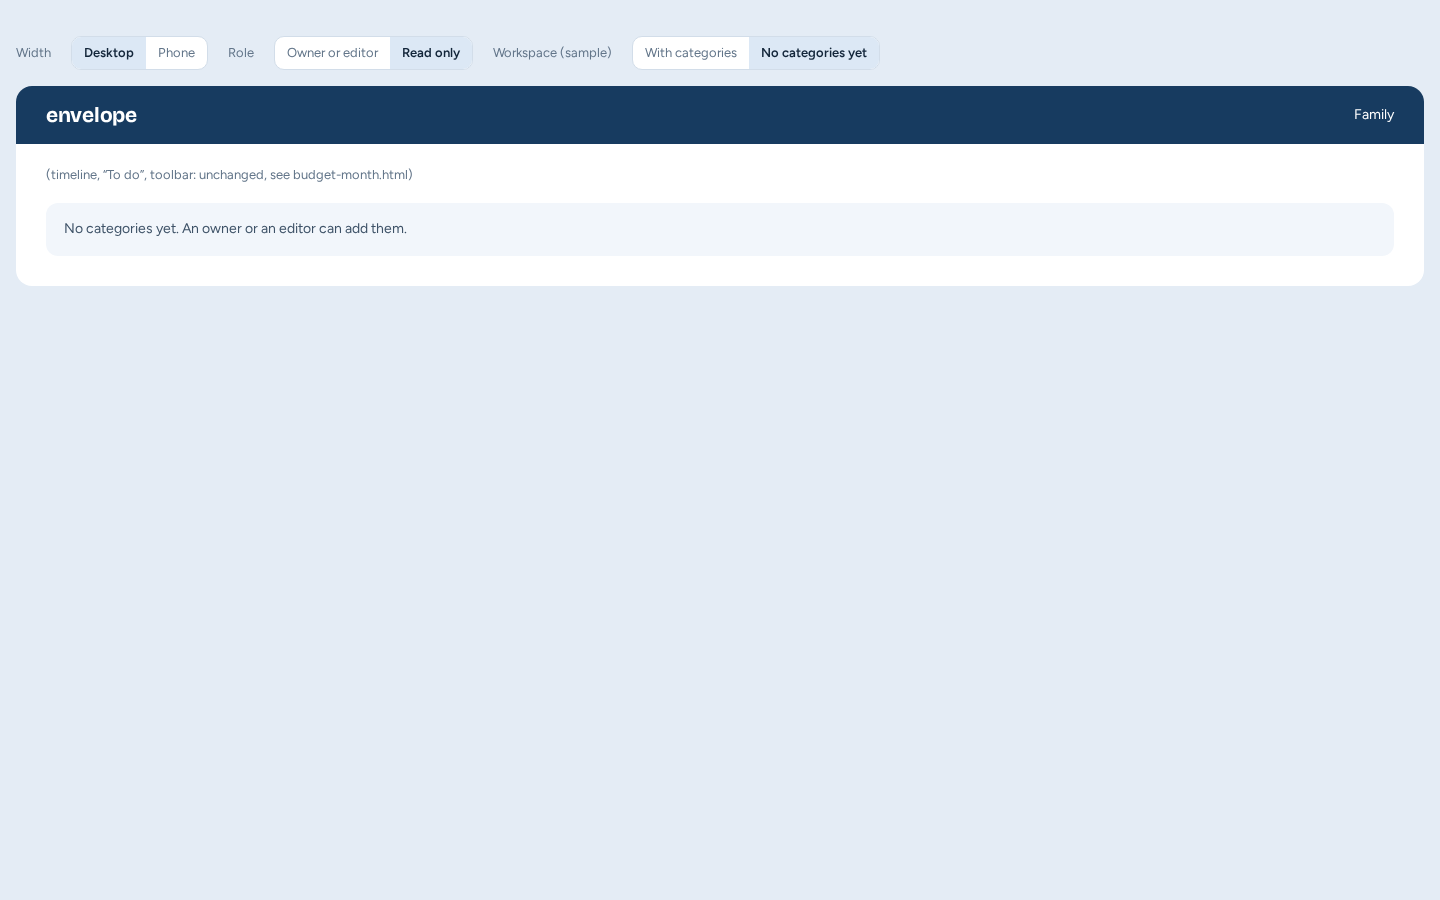 Width Desktop Phone Role Owner or editor Read only Workspace (sample) With categories No categories yet
envelope Family
(timeline, “To do”, toolbar: unchanged, see budget-month.html)
No categories yet. An owner or an editor can add them.